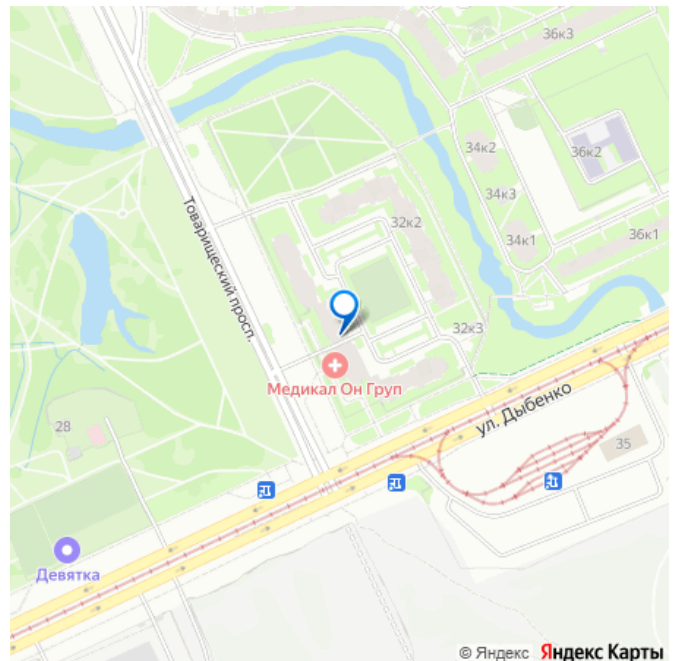 36к3
34к2
36к2
34к3
Товарищеский просп.
32к2
34к1
36к1
32к3
Медикал Он Груп
ул. Дыбенко
28
35
Девятка
© Яндекс Яндекс Карты